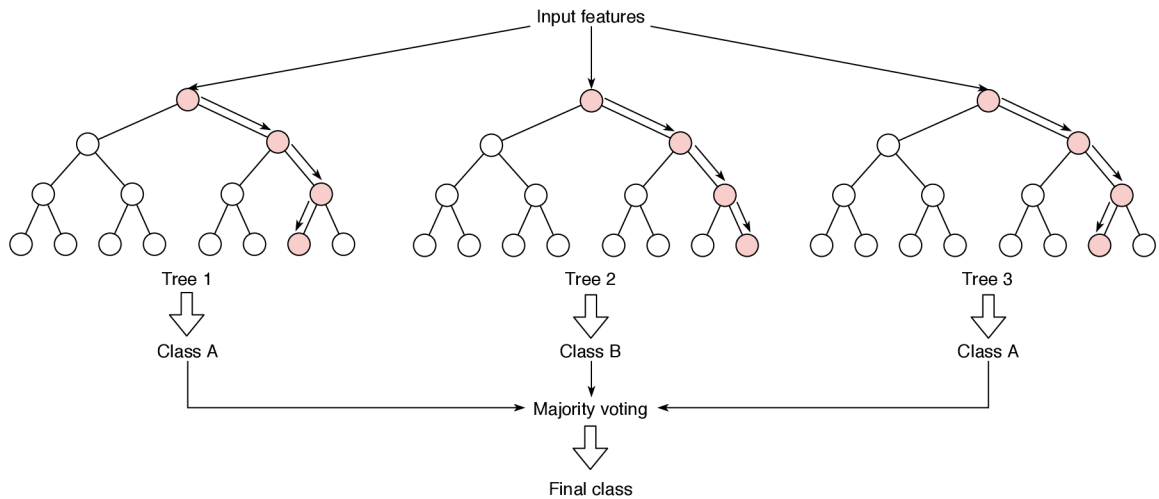 Input features
Tree 1
Tree 2
Tree 3
Class A
Class B
Class A
Majority voting
Final class